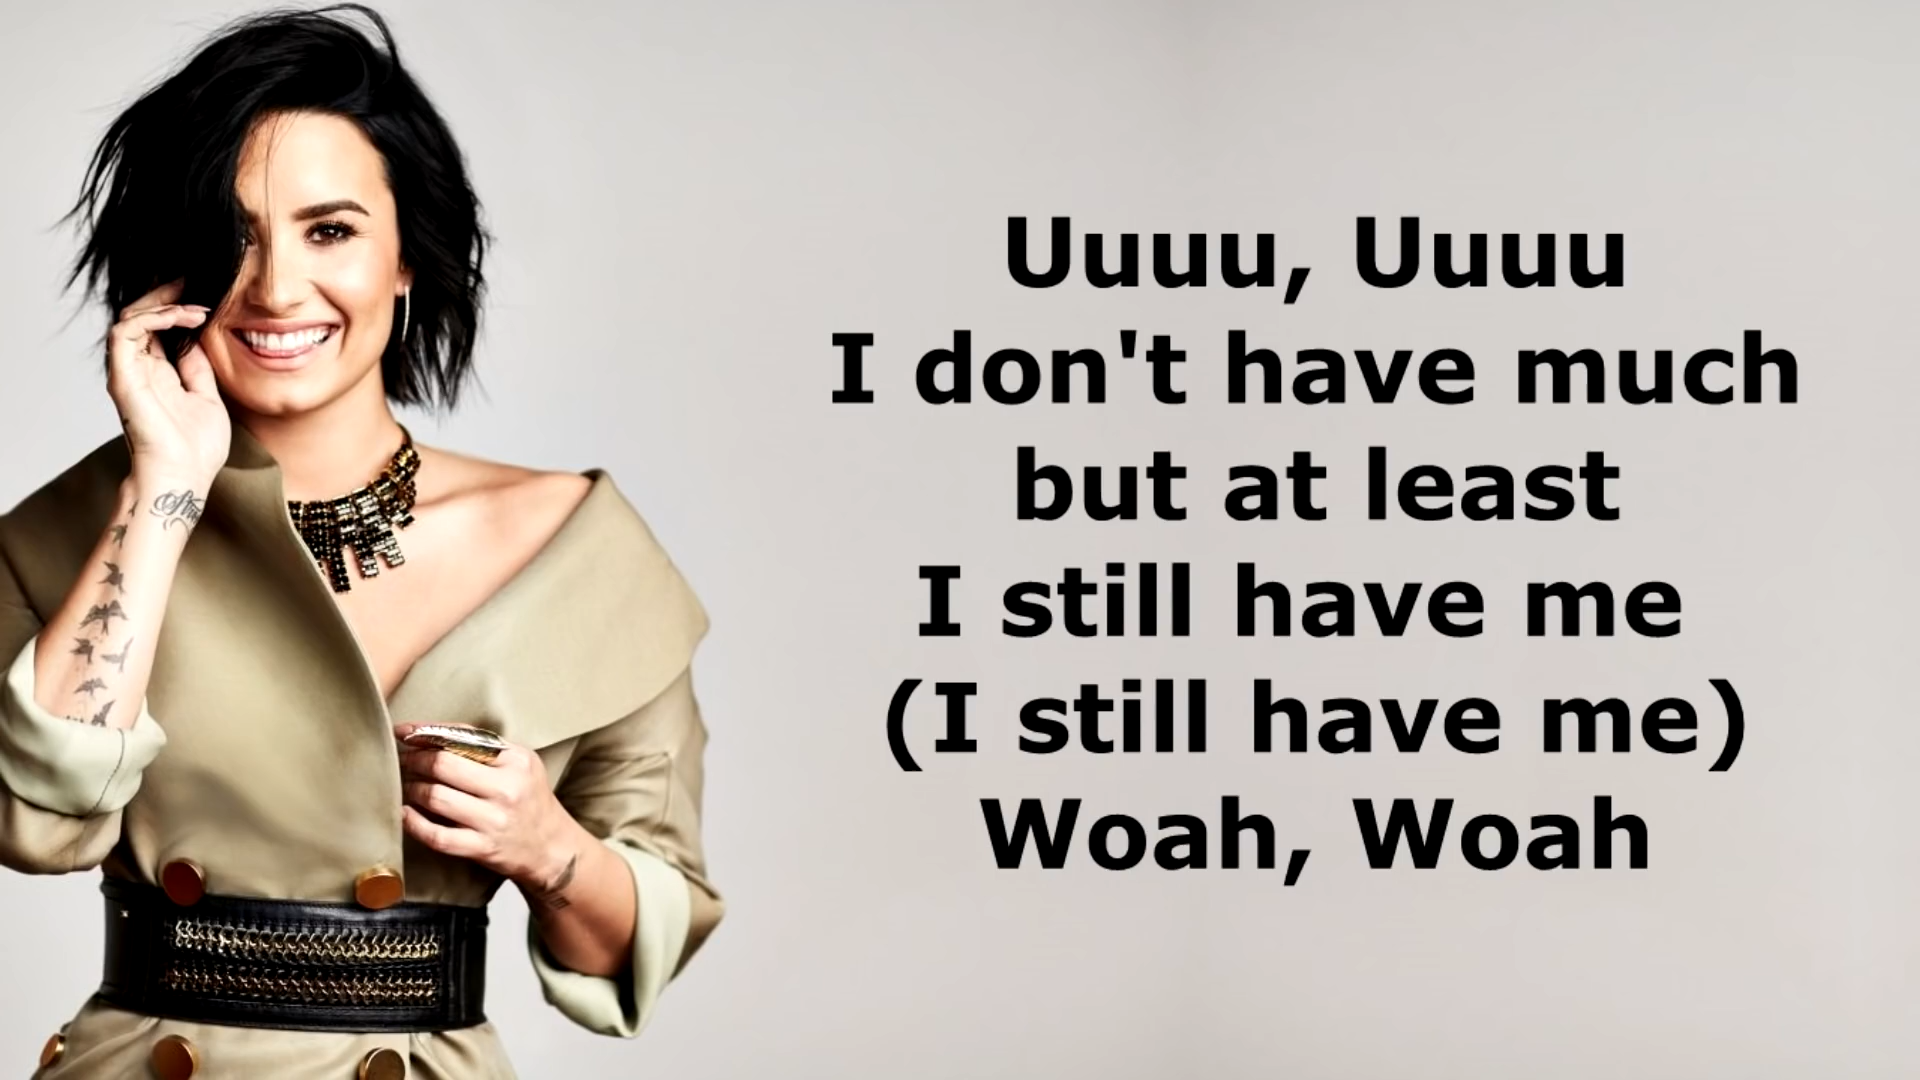 Uuuu, Uuuu
I don't have much
but at least
I still have me
(I still have me)
Woah, Woah